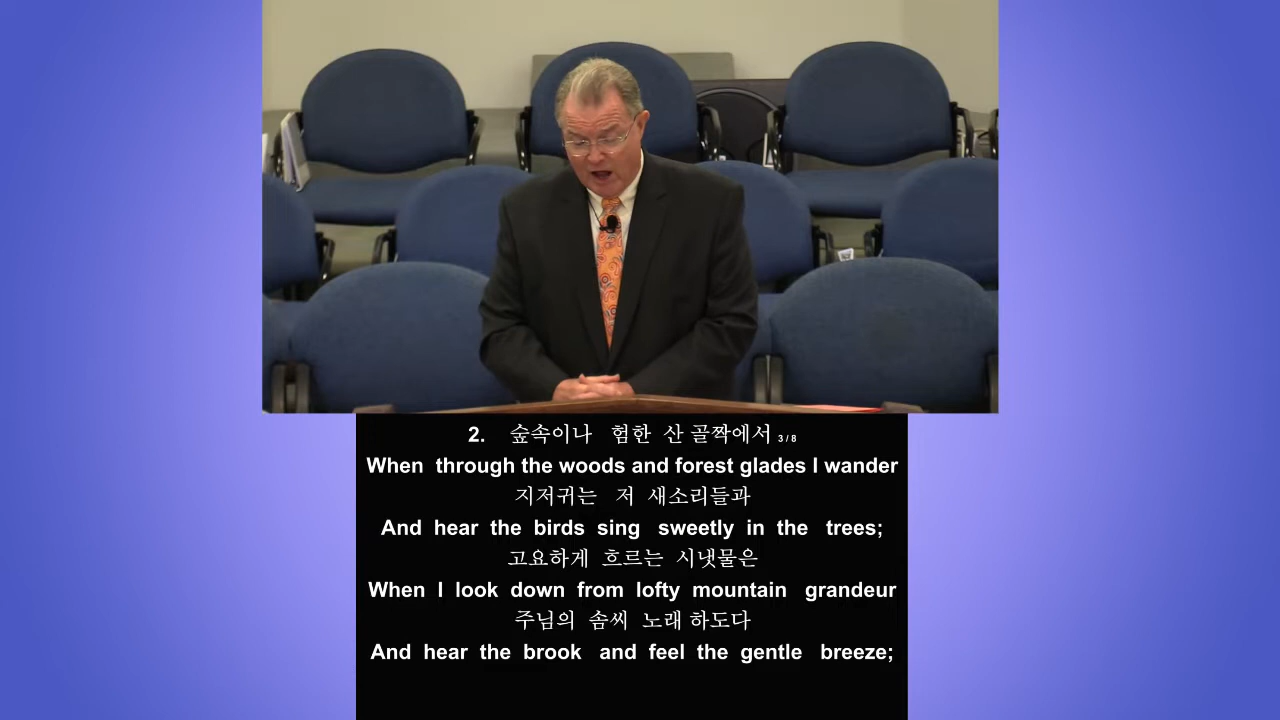 2. 숲속이나 험한 산 골짝에서 3 / 8
When through the woods and forest glades I wander
지저귀는 저 새소리들과
And hear the birds sing sweetly in the trees;
고요하게 흐르는 시냇물은
When I look down from lofty mountain grandeur
주님의 솜씨 노래 하도다
And hear the brook and feel the gentle breeze;